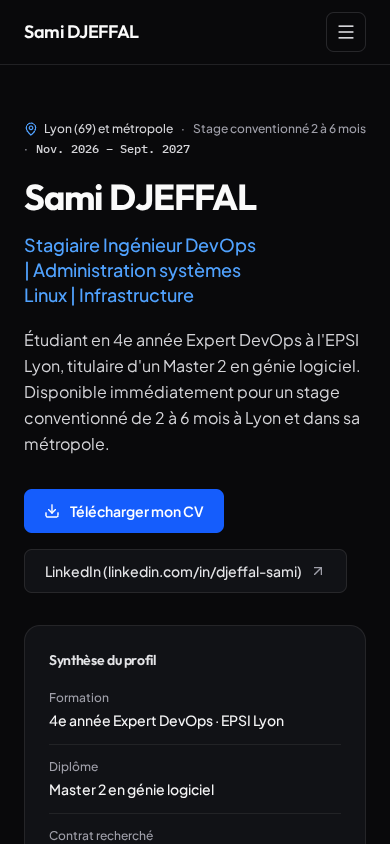 Sami DJEFFAL
Lyon (69) et métropole · Stage conventionné 2 à 6 mois
· Nov. 2026 – Sept. 2027
Sami DJEFFAL
Stagiaire Ingénieur DevOps
| Administration systèmes
Linux | Infrastructure
Étudiant en 4e année Expert DevOps à l'EPSI
Lyon, titulaire d'un Master 2 en génie logiciel.
Disponible immédiatement pour un stage
conventionné de 2 à 6 mois à Lyon et dans sa
métropole.
Télécharger mon CV
LinkedIn (linkedin.com/in/djeffal-sami)
Synthèse du profil
Formation
4e année Expert DevOps · EPSI Lyon
Diplôme
Master 2 en génie logiciel
Contrat recherché